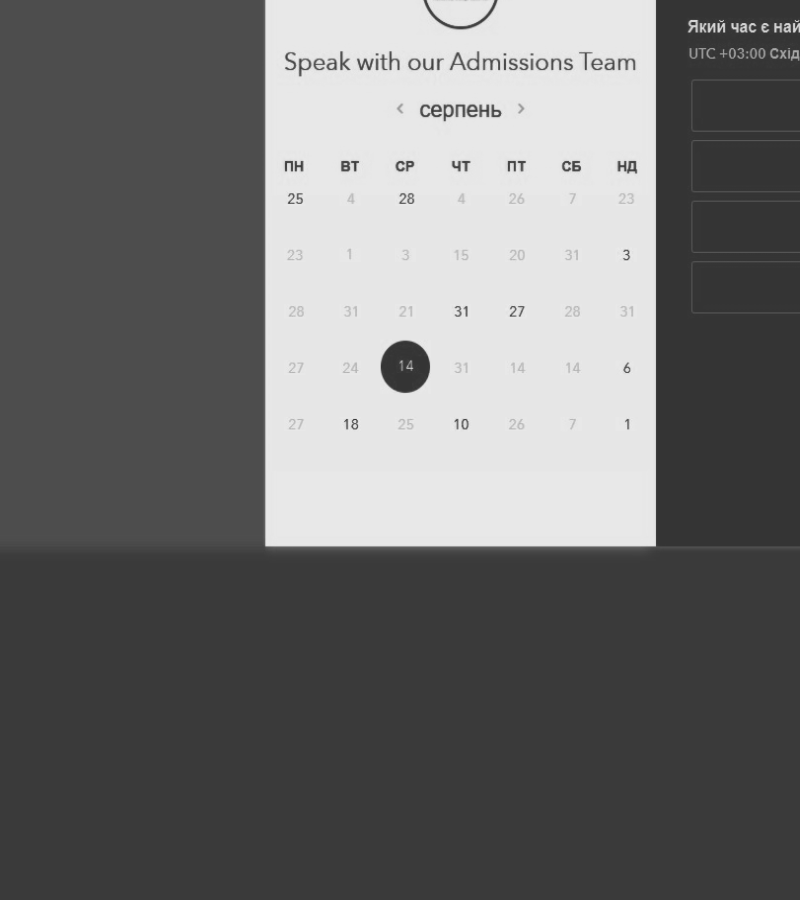 Speak with our Admissions Team
серпень
ПН ВТ СР ЧТ ПТ СБ НД
25 4 28 4 26 7 23
23 1 3 15 20 31 3
28 31 21 31 27 28 31
27 24 14 31 14 14 6
27 18 25 10 26 7 1
Який час є най
UTC +03:00 Схід